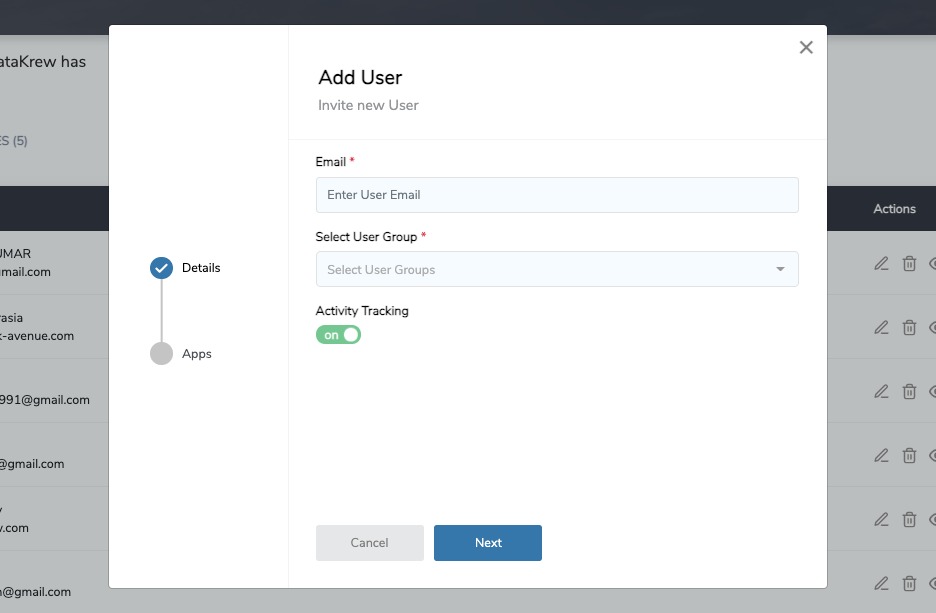 ataKrew has
ES (5)
Actions
UMAR
gmail.com
rasia
k-avenue.com
991@gmail.com
@gmail.com
y
y.com
n@gmail.com
Add User
Invite new User
Details
Apps
Email *
Enter User Email
Select User Group *
Select User Groups
Activity Tracking
on
Cancel
Next